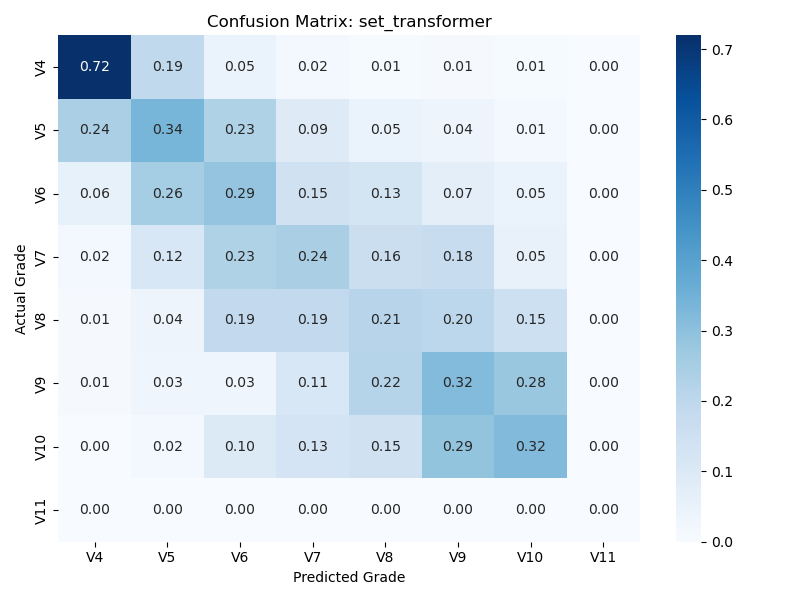 Confusion Matrix: set_transformer
V4 0.72 0.19 0.05 0.02 0.01 0.01 0.01 0.00
V5 0.24 0.34 0.23 0.09 0.05 0.04 0.01 0.00
V6 0.06 0.26 0.29 0.15 0.13 0.07 0.05 0.00
V7 0.02 0.12 0.23 0.24 0.16 0.18 0.05 0.00
V8 0.01 0.04 0.19 0.19 0.21 0.20 0.15 0.00
V9 0.01 0.03 0.03 0.11 0.22 0.32 0.28 0.00
V10 0.00 0.02 0.10 0.13 0.15 0.29 0.32 0.00
V11 0.00 0.00 0.00 0.00 0.00 0.00 0.00 0.00
V4 V5 V6 V7 V8 V9 V10 V11
Predicted Grade
Actual Grade
0.7
0.6
0.5
0.4
0.3
0.2
0.1
0.0